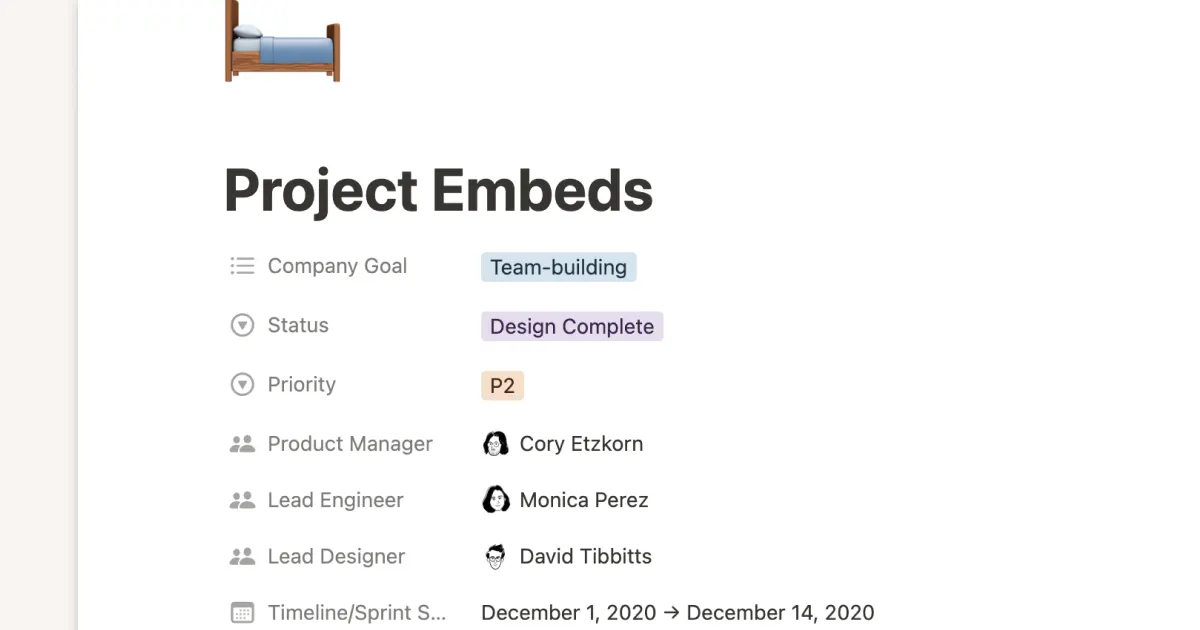 Project Embeds
Company Goal Team-building
Status Design Complete
Priority P2
Product Manager Cory Etzkorn
Lead Engineer Monica Perez
Lead Designer David Tibbitts
Timeline/Sprint S... December 1, 2020 → December 14, 2020